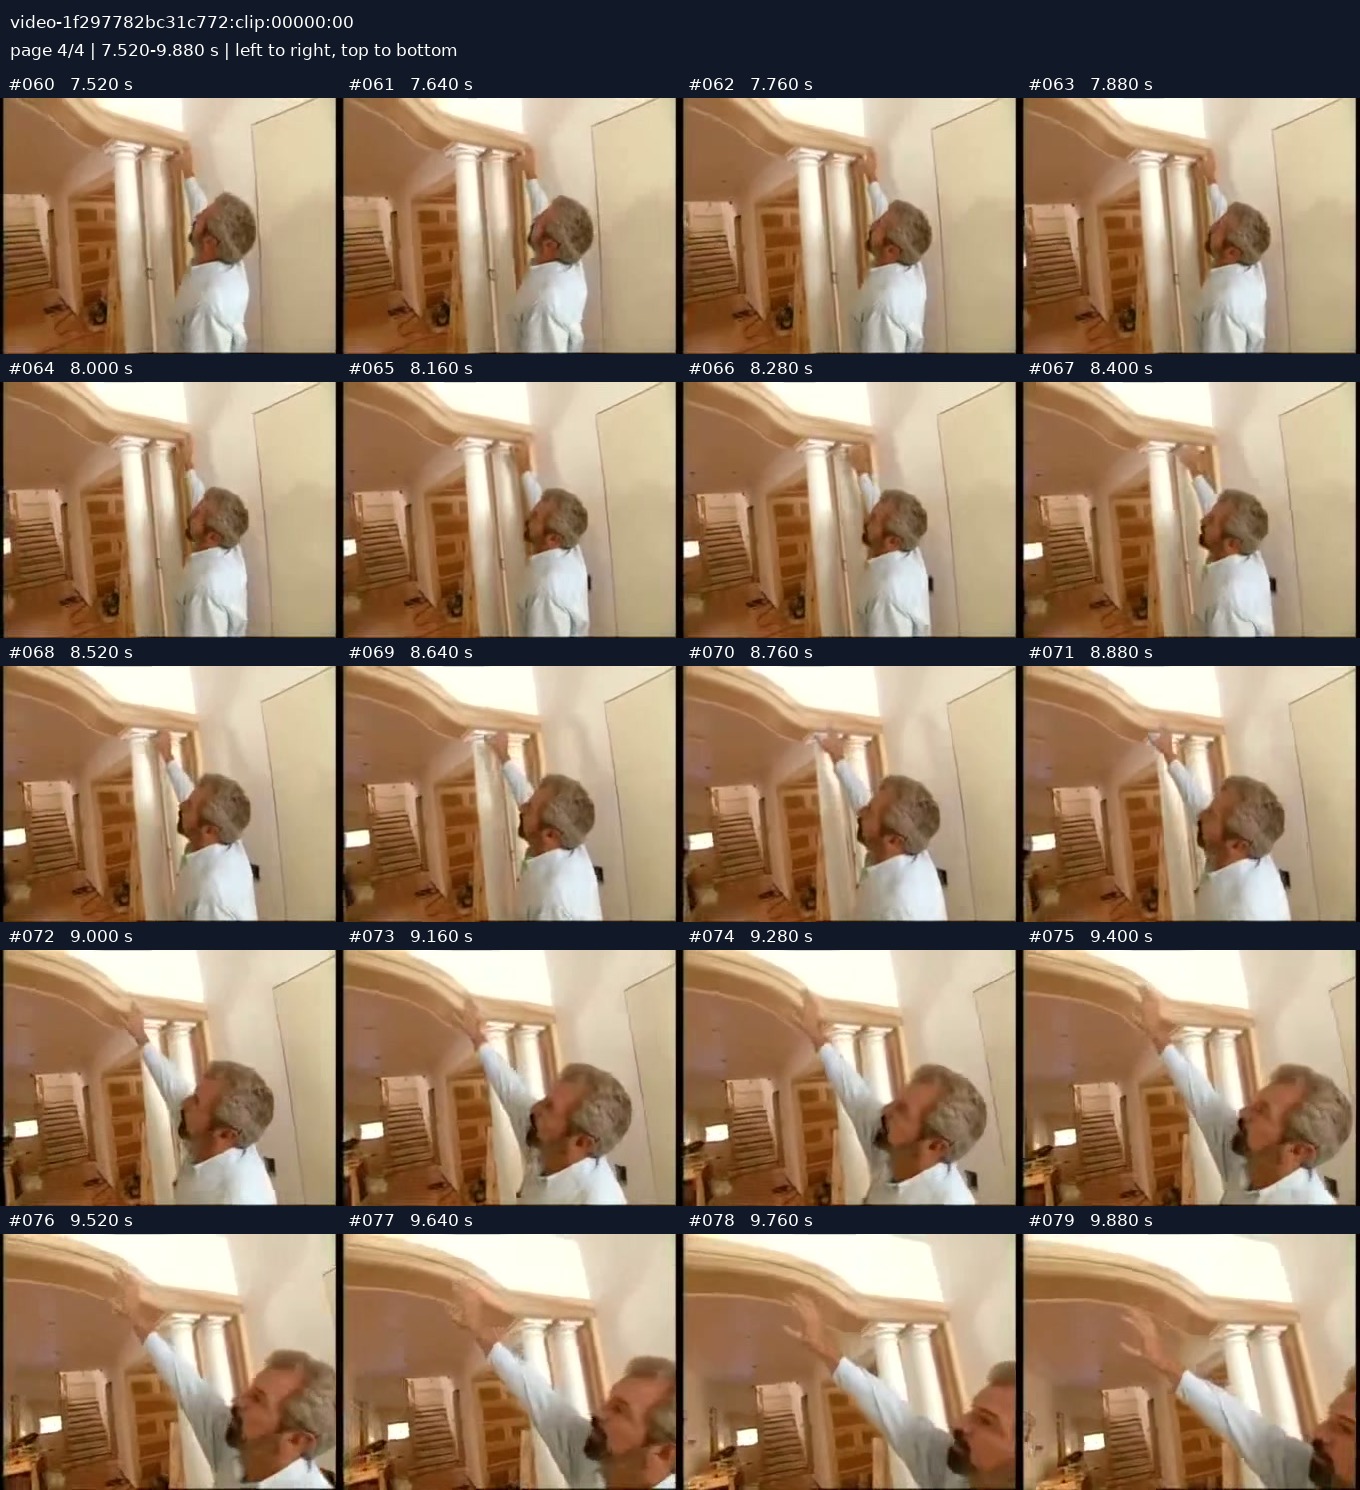 video-1f297782bc31c772:clip:00000:00
page 4/4 | 7.520-9.880 s | left to right, top to bottom
#060 7.520 s
#061 7.640 s
#062 7.760 s
#063 7.880 s
#064 8.000 s
#065 8.160 s
#066 8.280 s
#067 8.400 s
#068 8.520 s
#069 8.640 s
#070 8.760 s
#071 8.880 s
#072 9.000 s
#073 9.160 s
#074 9.280 s
#075 9.400 s
#076 9.520 s
#077 9.640 s
#078 9.760 s
#079 9.880 s